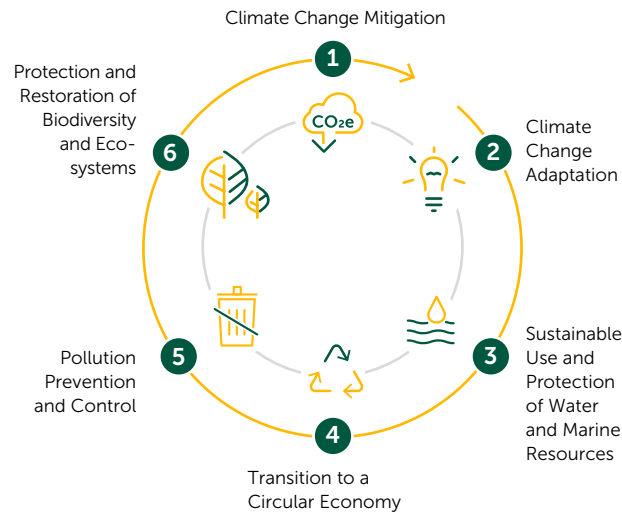 Climate Change Mitigation
1
CO₂e
2
Climate
Change
Adaptation
3
Sustainable
Use and
Protection
of Water
and Marine
Resources
4
Transition to a
Circular Economy
5
Pollution
Prevention
and Control
6
Protection and
Restoration of
Biodiversity
and Eco-
systems